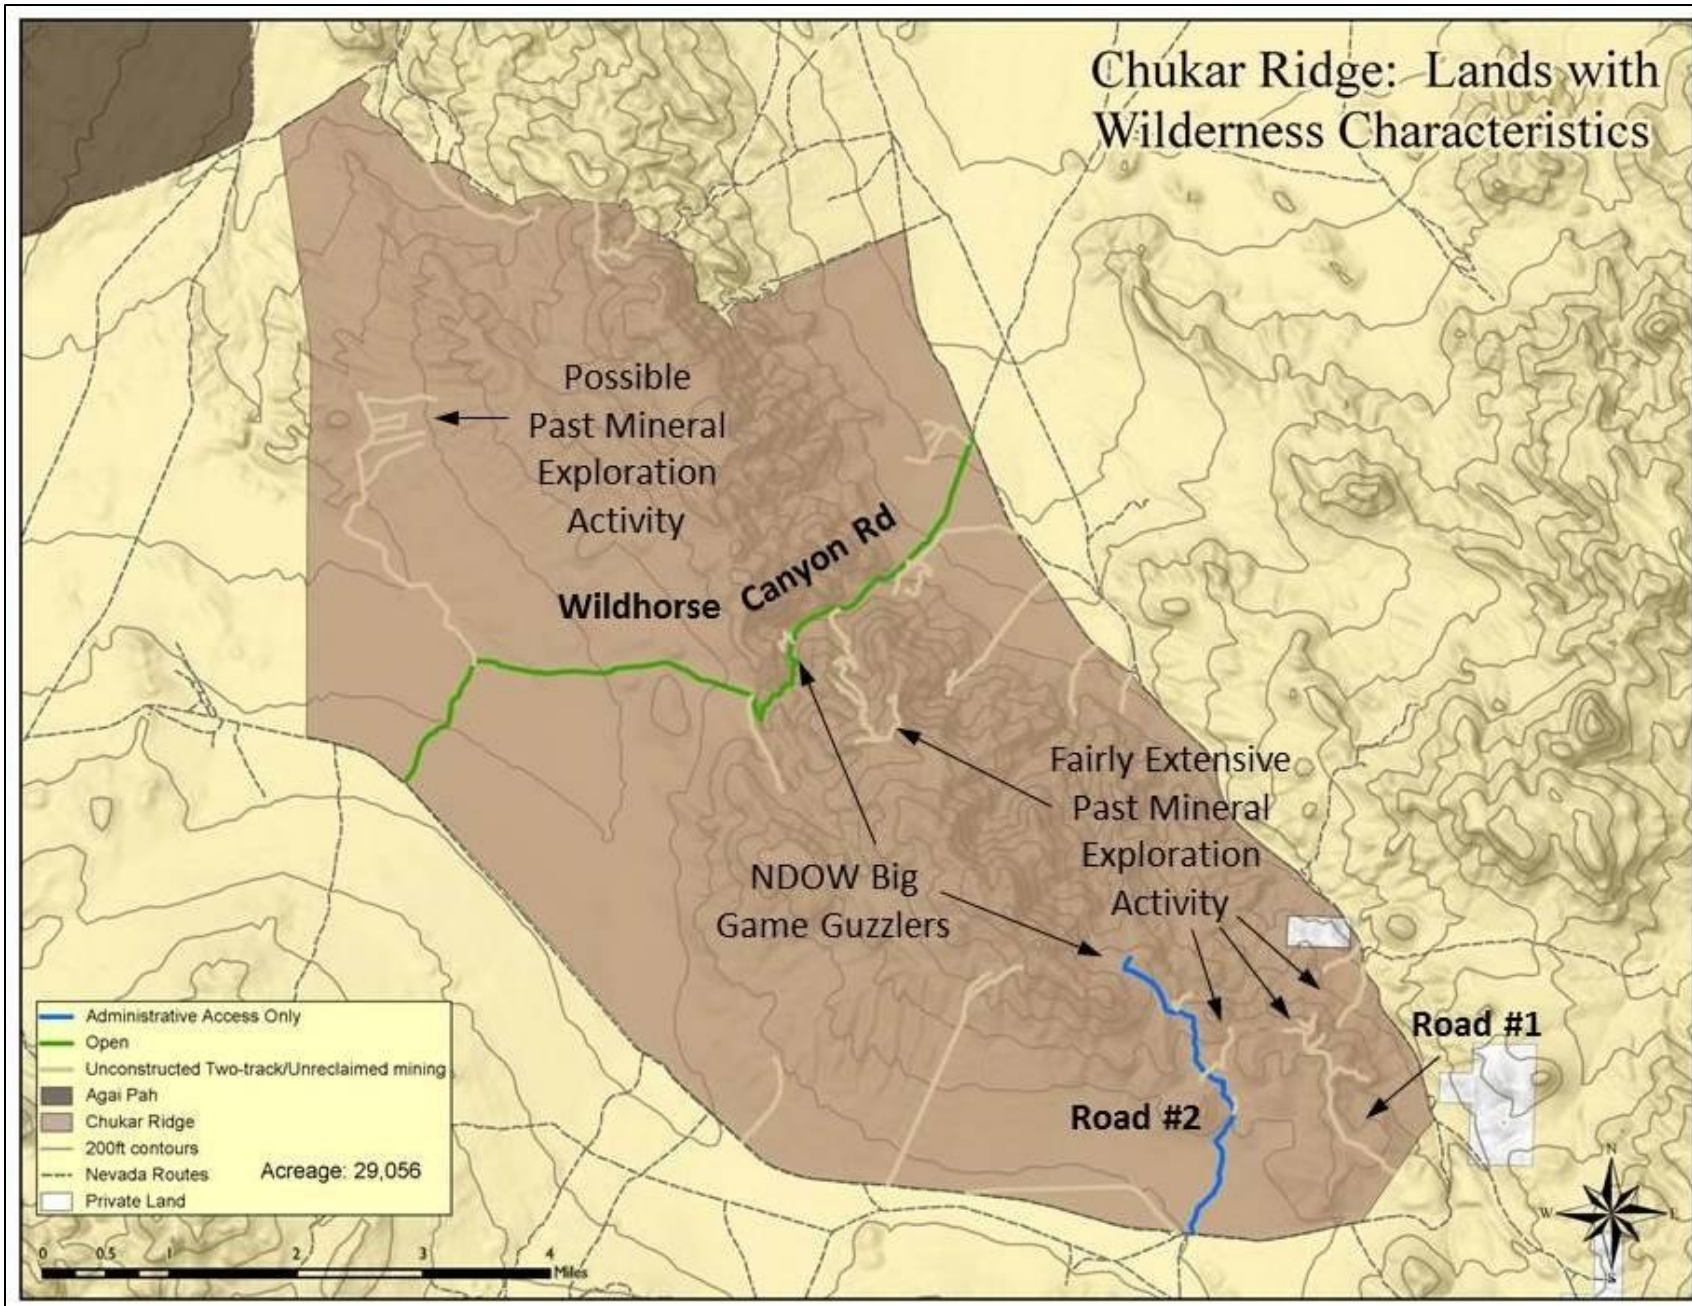 Chukar Ridge: Lands with
Wilderness Characteristics
Possible
Past Mineral
Exploration
Activity
Wildhorse Canyon Rd
Fairly Extensive
Past Mineral
Exploration
Activity
NDOW Big
Game Guzzlers
Road #1
Road #2
Administrative Access Only
Open
Unconstructed Two-track/Unreclaimed mining
Agai Pah
Chukar Ridge
200ft contours
Nevada Routes
Acreage: 29,056
Private Land
0 0.5 1 2 3 4
Miles
N
W E
S